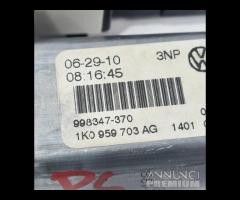 06-29-10 3NP
08:16:45
998347-370
1K0 959 703 AG 1401
ANNUNCI
PREMIUM